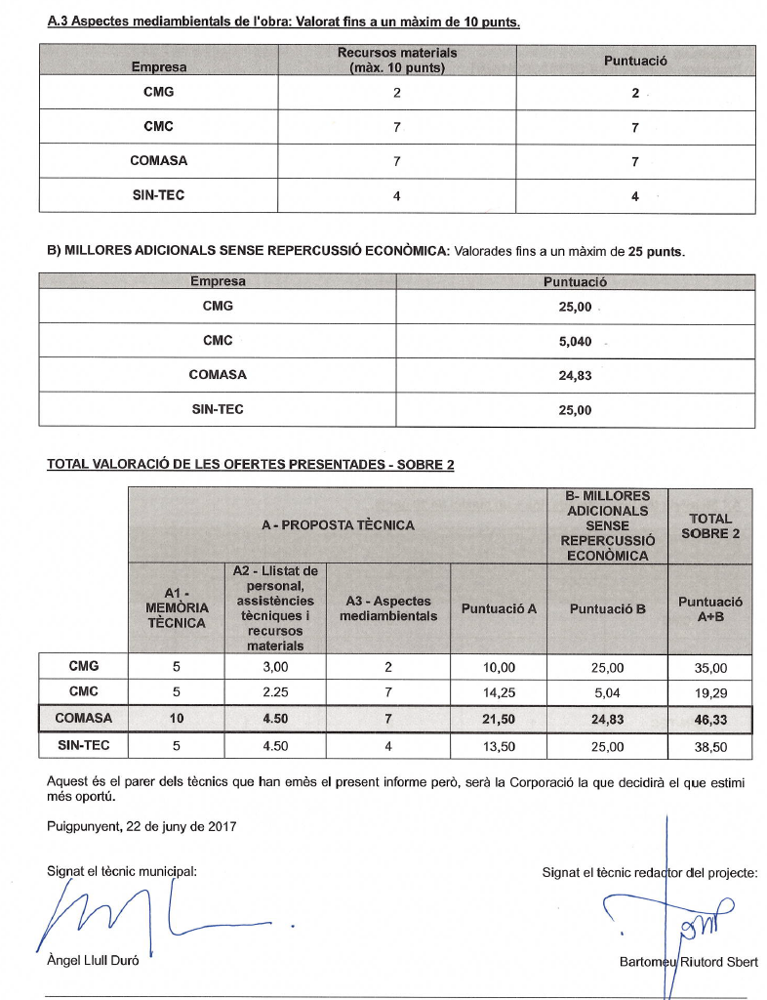 A.3 Aspectes mediambientals de l'obra: Valorat fins a un màxim de 10 punts.
Empresa Recursos materials (màx. 10 punts) Puntuació
CMG 2 2
CMC 7 7
COMASA 7 7
SIN-TEC 4 4
B) MILLORES ADICIONALS SENSE REPERCUSSIÓ ECONÒMICA: Valorades fins a un màxim de 25 punts.
Empresa Puntuació
CMG 25,00
CMC 5,040
COMASA 24,83
SIN-TEC 25,00
TOTAL VALORACIÓ DE LES OFERTES PRESENTADES - SOBRE 2
A - PROPOSTA TÈCNICA
B- MILLORES
ADICIONALS
SENSE
REPERCUSSIÓ
ECONÒMICA
TOTAL
SOBRE 2
A1 -
MEMÒRIA
TÈCNICA
A2 - Llistat de
personal,
assistències
tècniques i
recursos
materials
A3 - Aspectes
mediambientals
Puntuació A
Puntuació B
Puntuació
A+B
CMG 5 3,00 2 10,00 25,00 35,00
CMC 5 2.25 7 14,25 5,04 19,29
COMASA 10 4.50 7 21,50 24,83 46,33
SIN-TEC 5 4.50 4 13,50 25,00 38,50
Aquest és el parer dels tècnics que han emès el present informe però, serà la Corporació la que decidirà el que estimi
més oportú.
Puigpunyent, 22 de juny de 2017
Signat el tècnic municipal: Signat el tècnic redactor del projecte:
Àngel Llull Duró Bartomeu Riutord Sbert